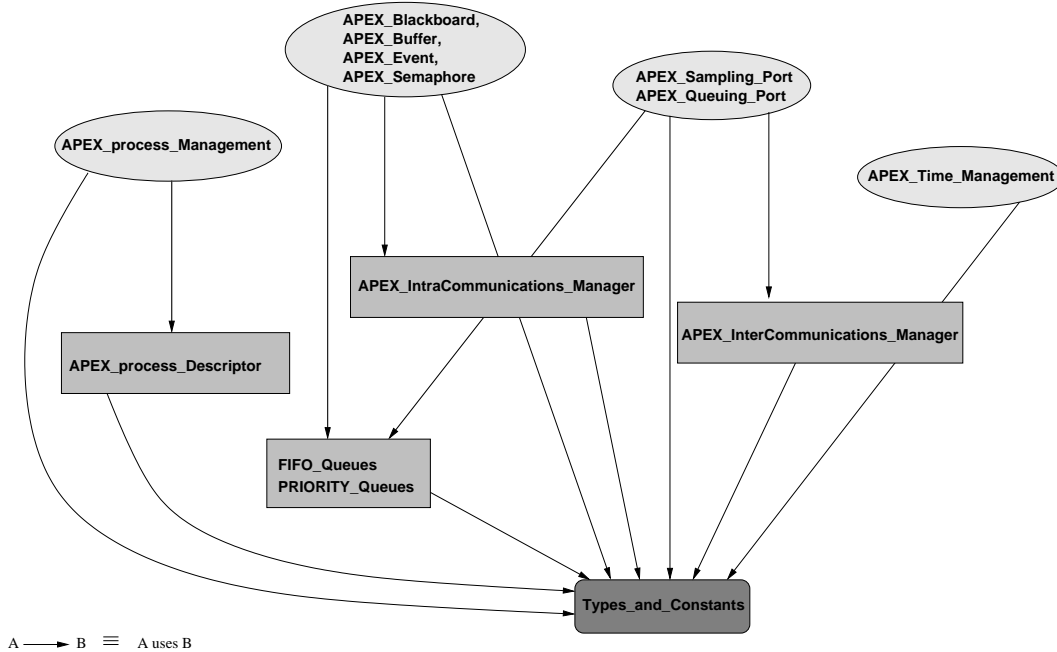 APEX_Blackboard,
APEX_Buffer,
APEX_Event,
APEX_Semaphore
APEX_Sampling_Port
APEX_Queuing_Port
APEX_process_Management
APEX_Time_Management
APEX_IntraCommunications_Manager
APEX_InterCommunications_Manager
APEX_process_Descriptor
FIFO_Queues
PRIORITY_Queues
Types_and_Constants
A B ≡ A uses B